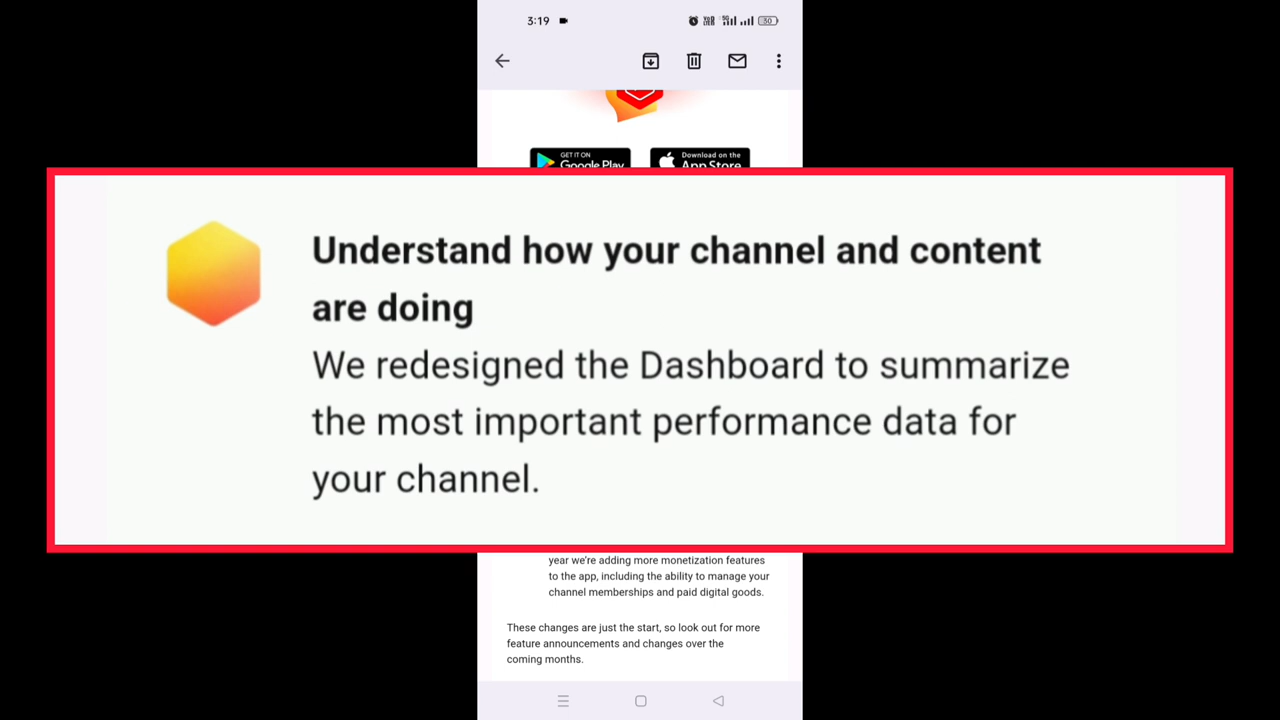 3:19
30
GET IT ON
Google Play
Download on the
App Store
Understand how your channel and content
are doing
We redesigned the Dashboard to summarize
the most important performance data for
your channel.
year we're adding more monetization features
to the app, including the ability to manage your
channel memberships and paid digital goods.
These changes are just the start, so look out for more
feature announcements and changes over the
coming months.